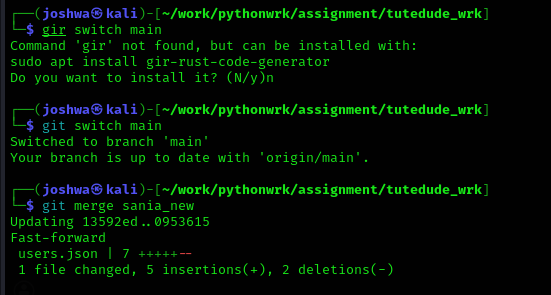 ┌──(joshwa㉿kali)-[~/work/pythonwrk/assignment/tutedude_wrk]
└─$ gir switch main
Command 'gir' not found, but can be installed with:
sudo apt install gir-rust-code-generator
Do you want to install it? (N/y)n
┌──(joshwa㉿kali)-[~/work/pythonwrk/assignment/tutedude_wrk]
└─$ git switch main
Switched to branch 'main'
Your branch is up to date with 'origin/main'.
┌──(joshwa㉿kali)-[~/work/pythonwrk/assignment/tutedude_wrk]
└─$ git merge sania_new
Updating 13592ed..0953615
Fast-forward
 users.json | 7 +++++--
 1 file changed, 5 insertions(+), 2 deletions(-)